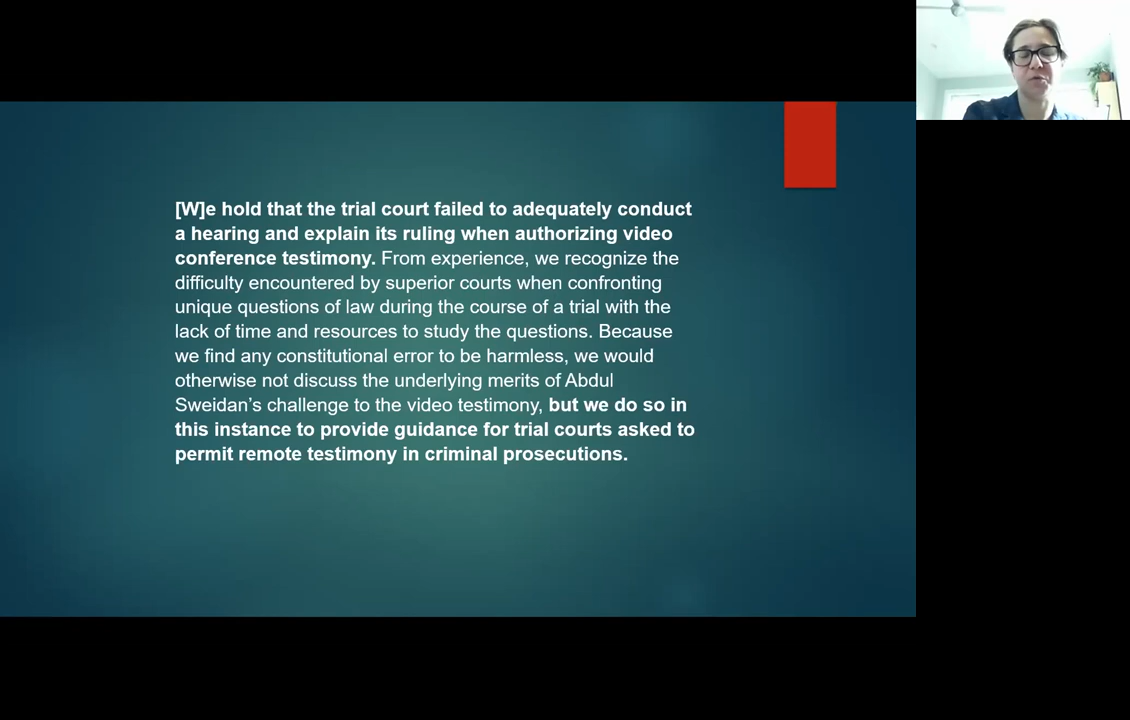 [W]e hold that the trial court failed to adequately conduct
a hearing and explain its ruling when authorizing video
conference testimony. From experience, we recognize the
difficulty encountered by superior courts when confronting
unique questions of law during the course of a trial with the
lack of time and resources to study the questions. Because
we find any constitutional error to be harmless, we would
otherwise not discuss the underlying merits of Abdul
Sweidan’s challenge to the video testimony, but we do so in
this instance to provide guidance for trial courts asked to
permit remote testimony in criminal prosecutions.